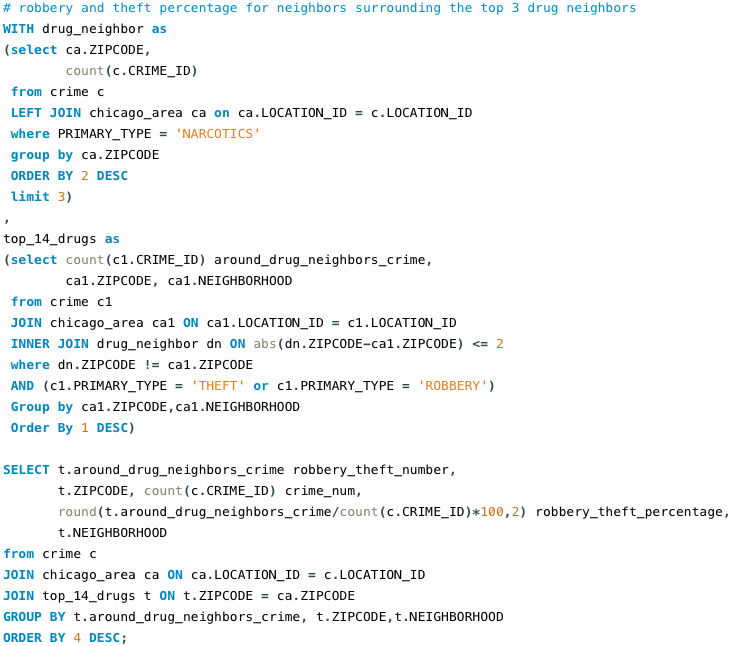 # robbery and theft percentage for neighbors surrounding the top 3 drug neighbors
WITH drug_neighbor as
(select ca.ZIPCODE,
        count(c.CRIME_ID)
 from crime c
 LEFT JOIN chicago_area ca on ca.LOCATION_ID = c.LOCATION_ID
 where PRIMARY_TYPE = 'NARCOTICS'
 group by ca.ZIPCODE
 ORDER BY 2 DESC
 limit 3)
,
top_14_drugs as
(select count(c1.CRIME_ID) around_drug_neighbors_crime,
        ca1.ZIPCODE, ca1.NEIGHBORHOOD
 from crime c1
 JOIN chicago_area ca1 ON ca1.LOCATION_ID = c1.LOCATION_ID
 INNER JOIN drug_neighbor dn ON abs(dn.ZIPCODE-ca1.ZIPCODE) <= 2
 where dn.ZIPCODE != ca1.ZIPCODE
 AND (c1.PRIMARY_TYPE = 'THEFT' or c1.PRIMARY_TYPE = 'ROBBERY')
 Group by ca1.ZIPCODE,ca1.NEIGHBORHOOD
 Order By 1 DESC)

SELECT t.around_drug_neighbors_crime robbery_theft_number,
       t.ZIPCODE, count(c.CRIME_ID) crime_num,
       round(t.around_drug_neighbors_crime/count(c.CRIME_ID)*100,2) robbery_theft_percentage,
       t.NEIGHBORHOOD
from crime c
JOIN chicago_area ca ON ca.LOCATION_ID = c.LOCATION_ID
JOIN top_14_drugs t ON t.ZIPCODE = ca.ZIPCODE
GROUP BY t.around_drug_neighbors_crime, t.ZIPCODE,t.NEIGHBORHOOD
ORDER BY 4 DESC;